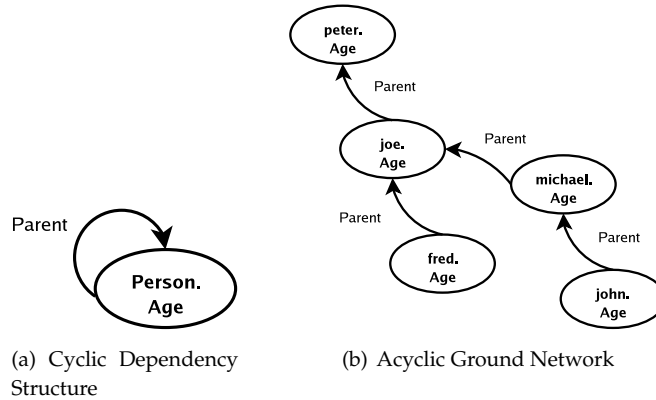 peter.
Age
Parent
joe.
Age
Parent
michael.
Age
Parent
Parent
Person.
Age
Parent
fred.
Age
john.
Age
(a) Cyclic Dependency
Structure
(b) Acyclic Ground Network